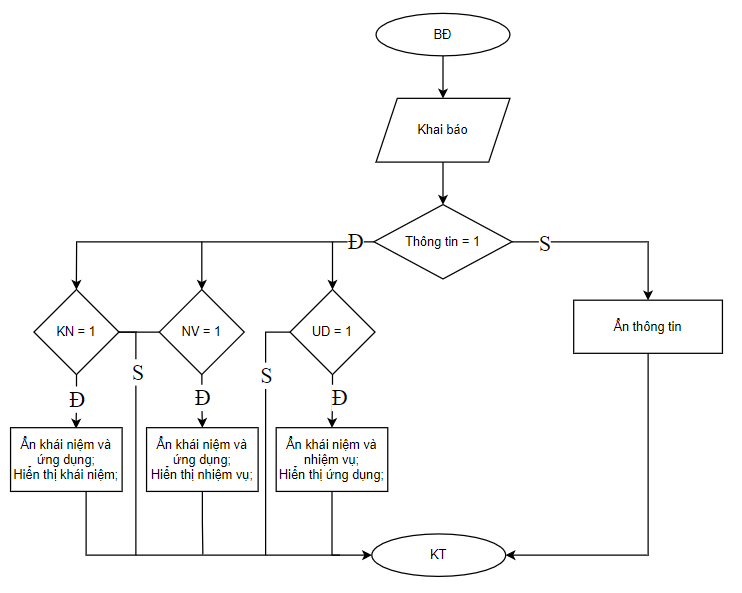 BĐ
Khai báo
Thông tin = 1
Đ
S
KN = 1
NV = 1
UD = 1
Ẩn thông tin
S
S
Đ
Đ
Đ
Ẩn khái niệm và
ứng dụng;
Hiển thị khái niệm;
Ẩn khái niệm và
ứng dụng;
Hiển thị nhiệm vụ;
Ẩn khái niệm và
nhiệm vụ;
Hiển thị ứng dụng;
KT